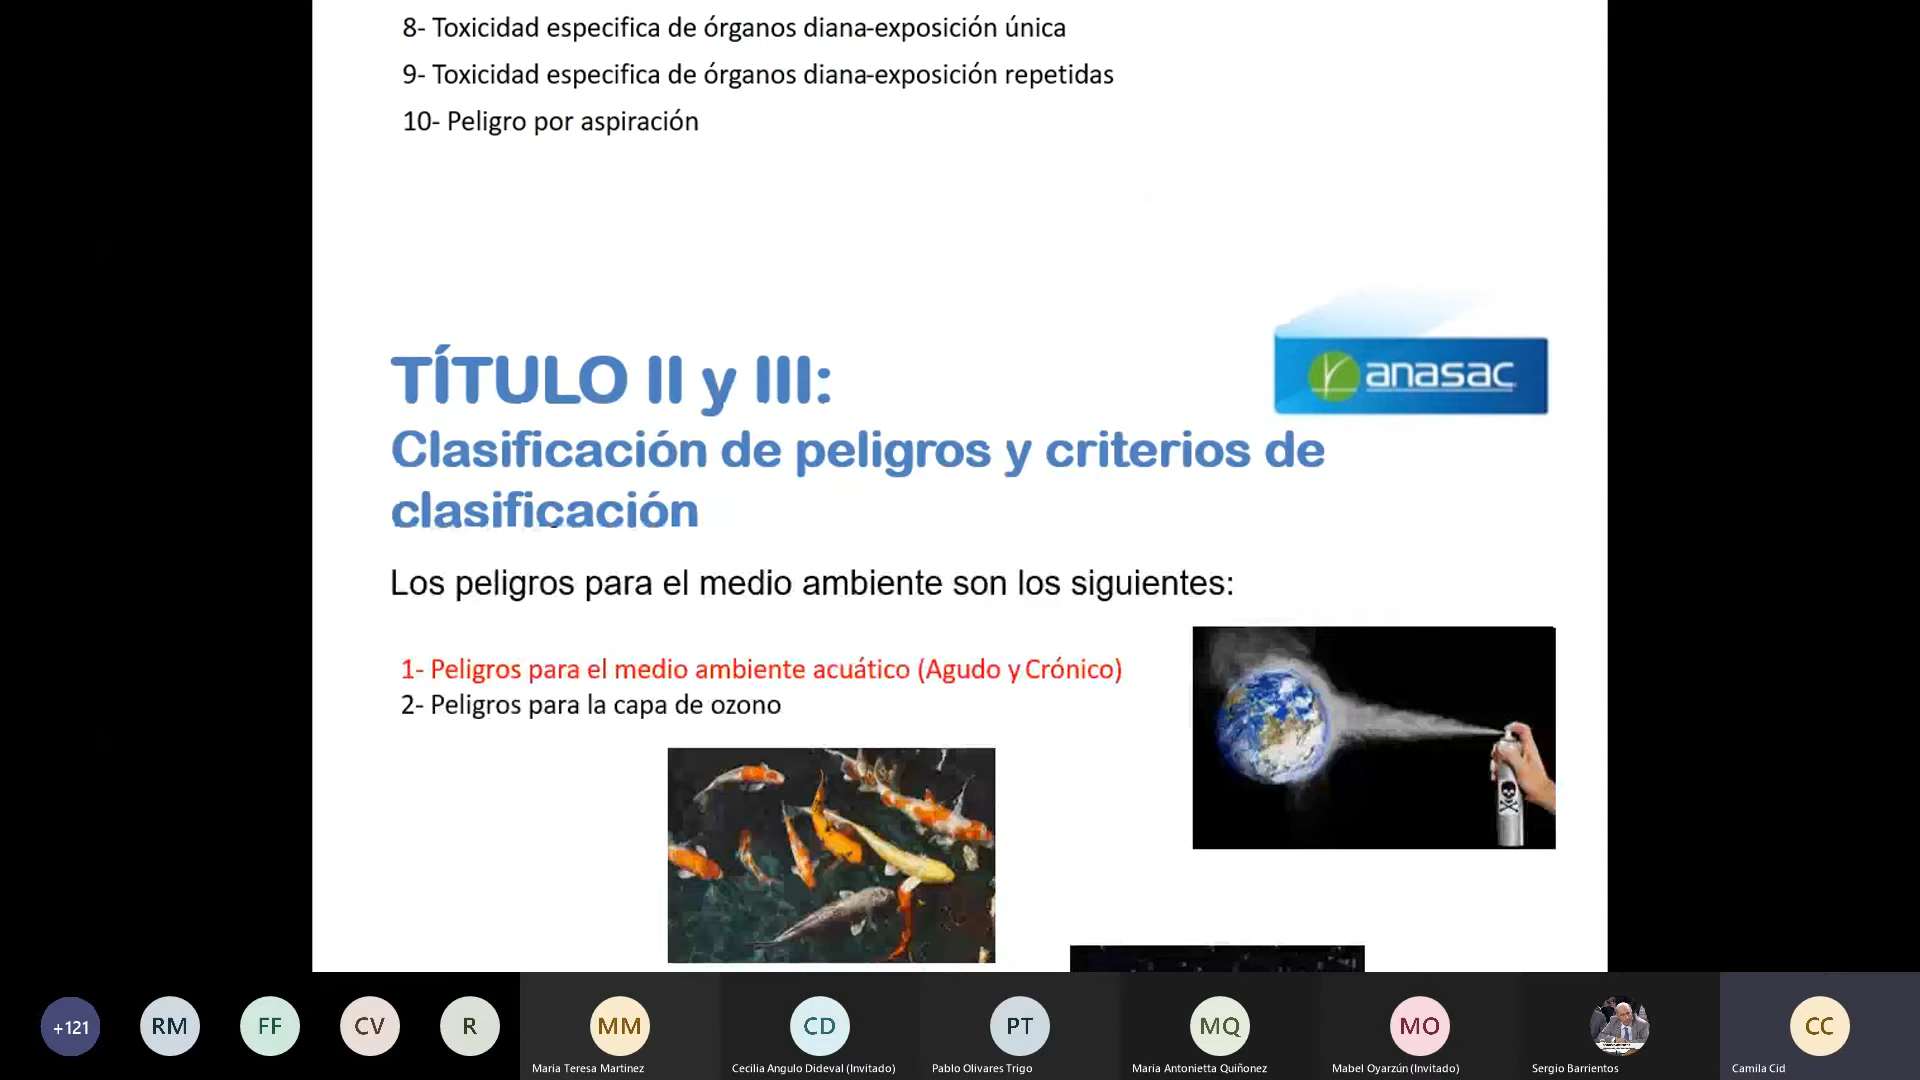 8- Toxicidad especifica de órganos diana-exposición única
9- Toxicidad especifica de órganos diana-exposición repetidas
10- Peligro por aspiración
anasac
TÍTULO II y III:
Clasificación de peligros y criterios de
clasificación
Los peligros para el medio ambiente son los siguientes:
1- Peligros para el medio ambiente acuático (Agudo y Crónico)
2- Peligros para la capa de ozono
+121
RM
FF
CV
R
MM
CD
PT
MQ
MO
CC
Maria Teresa Martinez
Cecilia Angulo Dideval (Invitado)
Pablo Olivares Trigo
Maria Antonietta Quiñonez
Mabel Oyarzún (Invitado)
Sergio Barrientos
Camila Cid